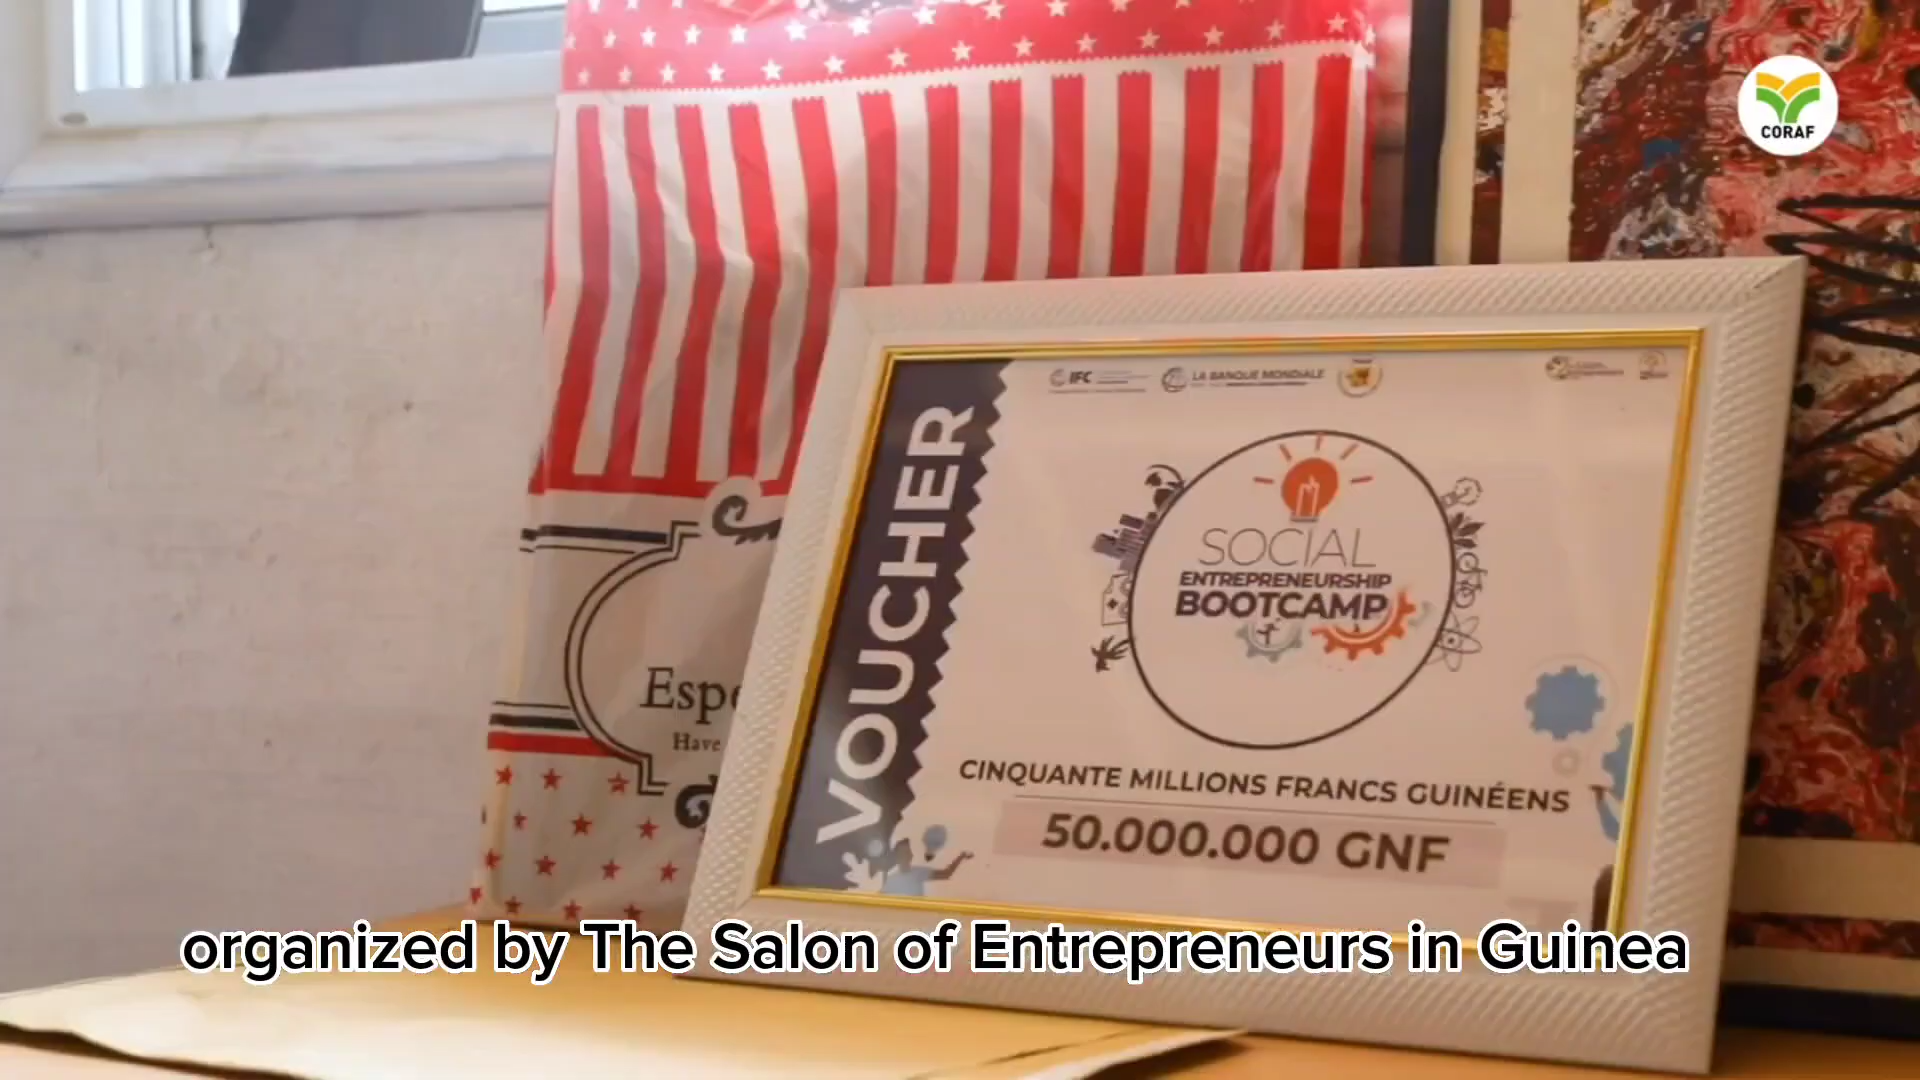 CORAF
IFC
LA BANQUE MONDIALE
VOUCHER
SOCIAL
ENTREPRENEURSHIP
BOOTCAMP
Espe
Have
CINQUANTE MILLIONS FRANCS GUINÉENS
50.000.000 GNF
organized by The Salon of Entrepreneurs in Guinea